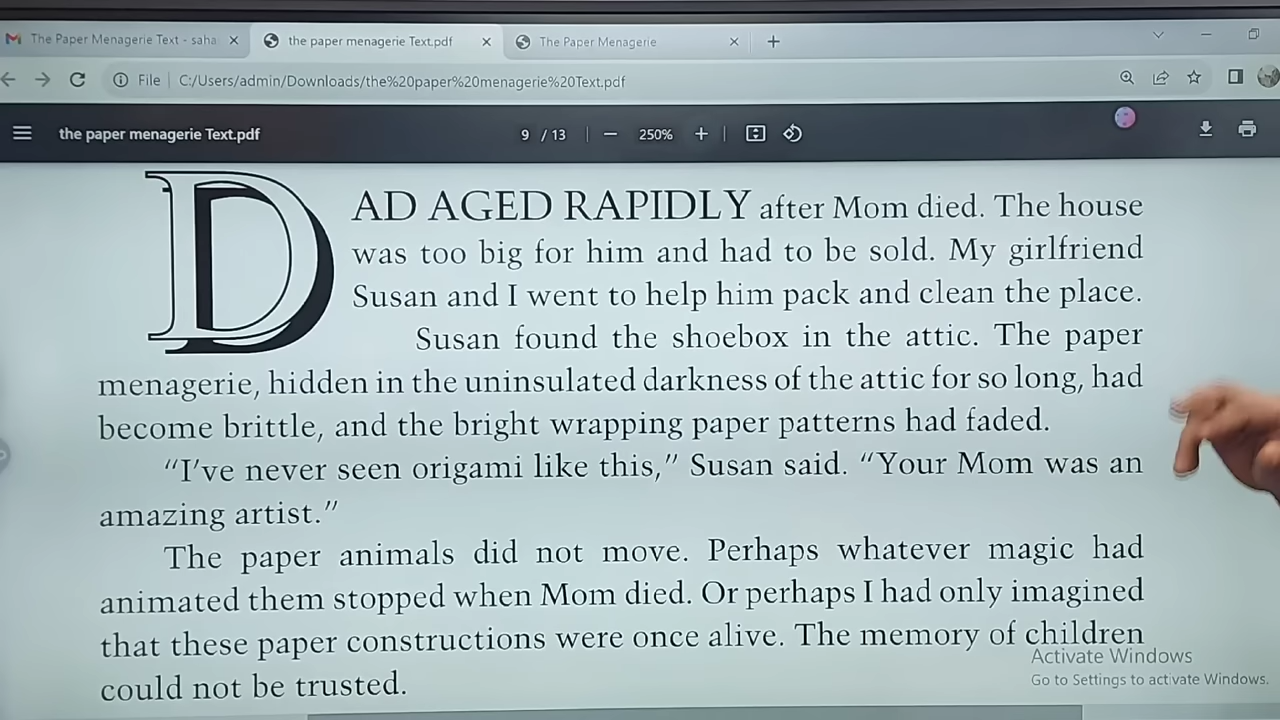 The Paper Menagerie Text - saha
the paper menagerie Text.pdf
The Paper Menagerie
File
C:/Users/admin/Downloads/the%20paper%20menagerie%20Text.pdf
the paper menagerie Text.pdf
9 / 13
250%
DAD AGED RAPIDLY after Mom died. The house
was too big for him and had to be sold. My girlfriend
Susan and I went to help him pack and clean the place.
Susan found the shoebox in the attic. The paper
menagerie, hidden in the uninsulated darkness of the attic for so long, had
become brittle, and the bright wrapping paper patterns had faded.
“I’ve never seen origami like this,” Susan said. “Your Mom was an
amazing artist.”
The paper animals did not move. Perhaps whatever magic had
animated them stopped when Mom died. Or perhaps I had only imagined
that these paper constructions were once alive. The memory of children
could not be trusted.
Activate Windows
Go to Settings to activate Windows.